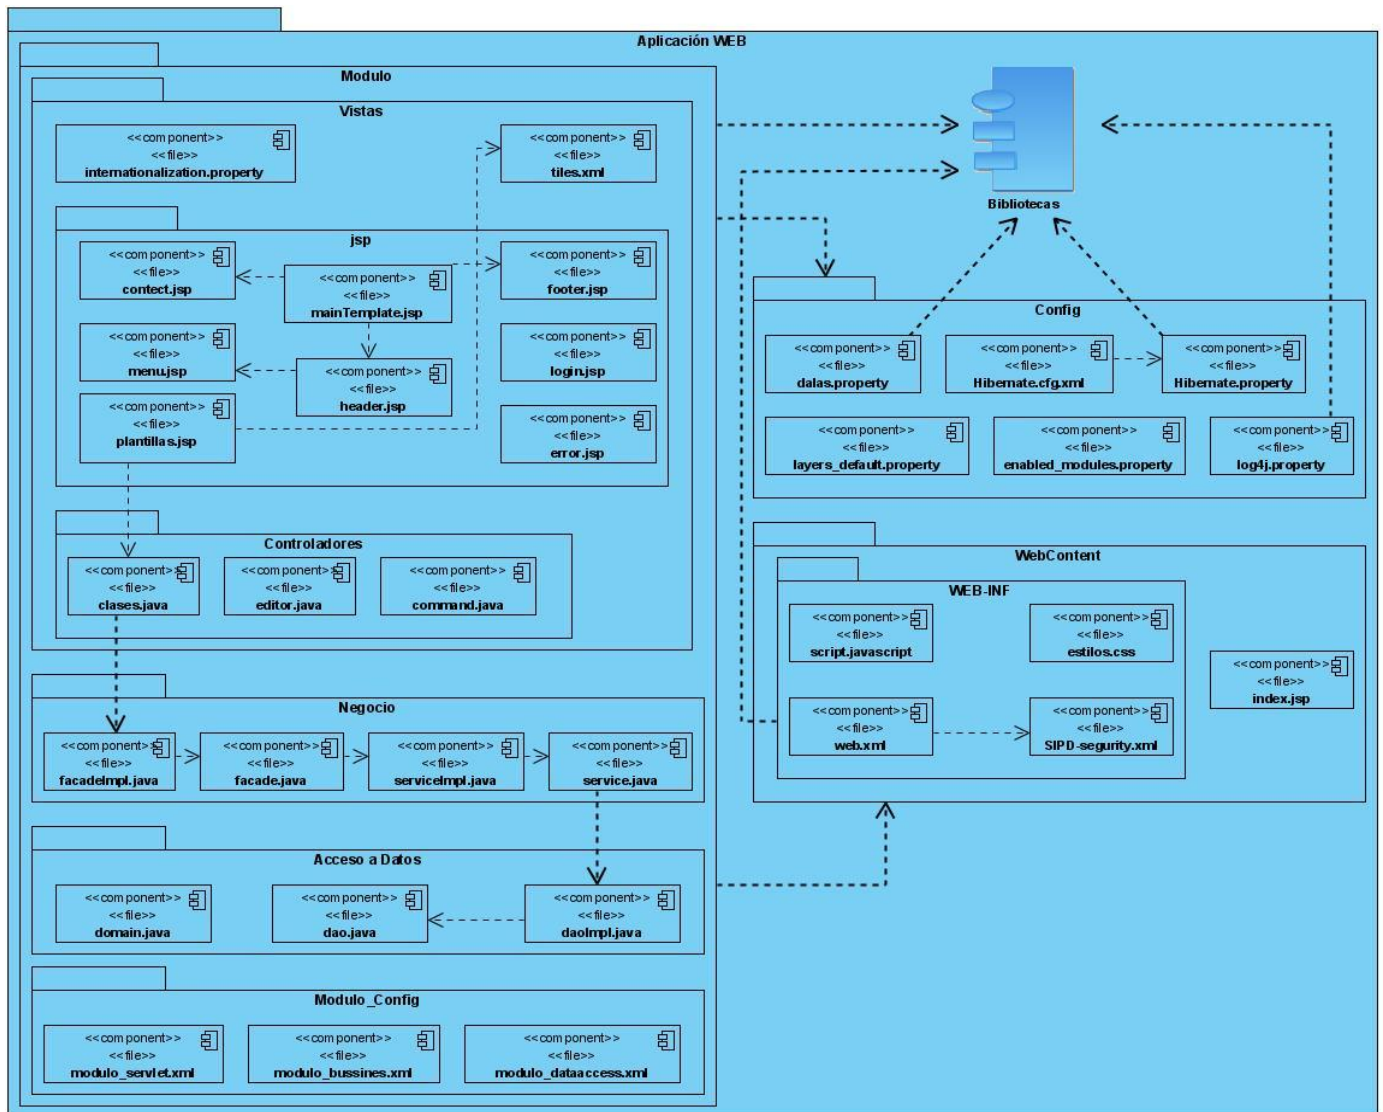 Aplicación WEB
Modulo
Vistas
<<component>>
<<file>>
internationalization.property
<<component>>
<<file>>
tiles.xml
jsp
<<component>>
<<file>>
contect.jsp
<<component>>
<<file>>
mainTemplate.jsp
<<component>>
<<file>>
footer.jsp
<<component>>
<<file>>
menu.jsp
<<component>>
<<file>>
header.jsp
<<component>>
<<file>>
login.jsp
<<component>>
<<file>>
plantillas.jsp
<<component>>
<<file>>
error.jsp
Controladores
<<component>>
<<file>>
clases.java
<<component>>
<<file>>
editor.java
<<component>>
<<file>>
command.java
Negocio
<<component>>
<<file>>
facadeImpl.java
<<component>>
<<file>>
facade.java
<<component>>
<<file>>
serviceImpl.java
<<component>>
<<file>>
service.java
Acceso a Datos
<<component>>
<<file>>
domain.java
<<component>>
<<file>>
dao.java
<<component>>
<<file>>
daoImpl.java
Modulo_Config
<<component>>
<<file>>
modulo_servlet.xml
<<component>>
<<file>>
modulo_bussines.xml
<<component>>
<<file>>
modulo_dataaccess.xml
Bibliotecas
Config
<<component>>
<<file>>
dalas.property
<<component>>
<<file>>
Hibernate.cfg.xml
<<component>>
<<file>>
Hibernate.property
<<component>>
<<file>>
layers_default.property
<<component>>
<<file>>
enabled_modules.property
<<component>>
<<file>>
log4j.property
WebContent
WEB-INF
<<component>>
<<file>>
script.javascript
<<component>>
<<file>>
estilos.css
<<component>>
<<file>>
index.jsp
<<component>>
<<file>>
web.xml
<<component>>
<<file>>
SIPD-segurity.xml